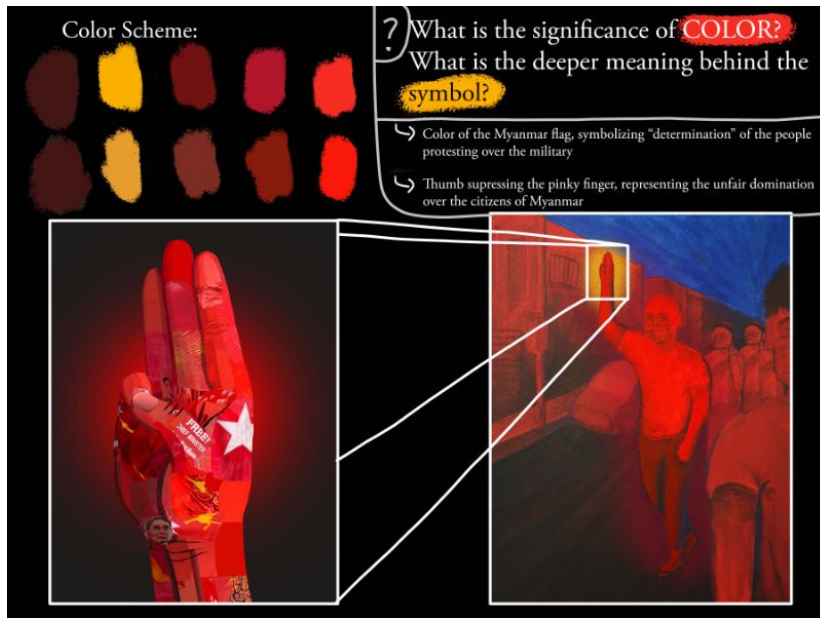 Color Scheme:
? What is the significance of COLOR?
What is the deeper meaning behind the
symbol?
Color of the Myanmar flag, symbolizing “determination” of the people
protesting over the military
Thumb supressing the pinky finger, representing the unfair domination
over the citizens of Myanmar
FREE!!